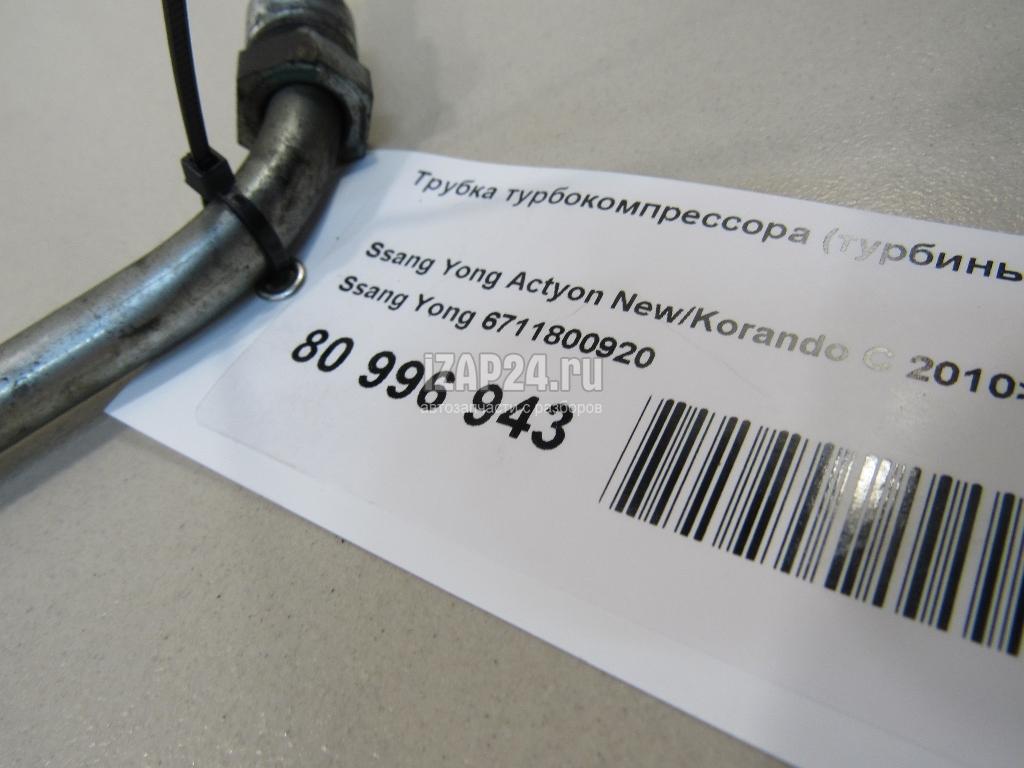 Трубка турбокомпрессора (турбины
Ssang Yong Actyon New/Korando C 2010>
Ssang Yong 6711800920
80 996 943
iZAP24.ru
автозапчасти с разборов